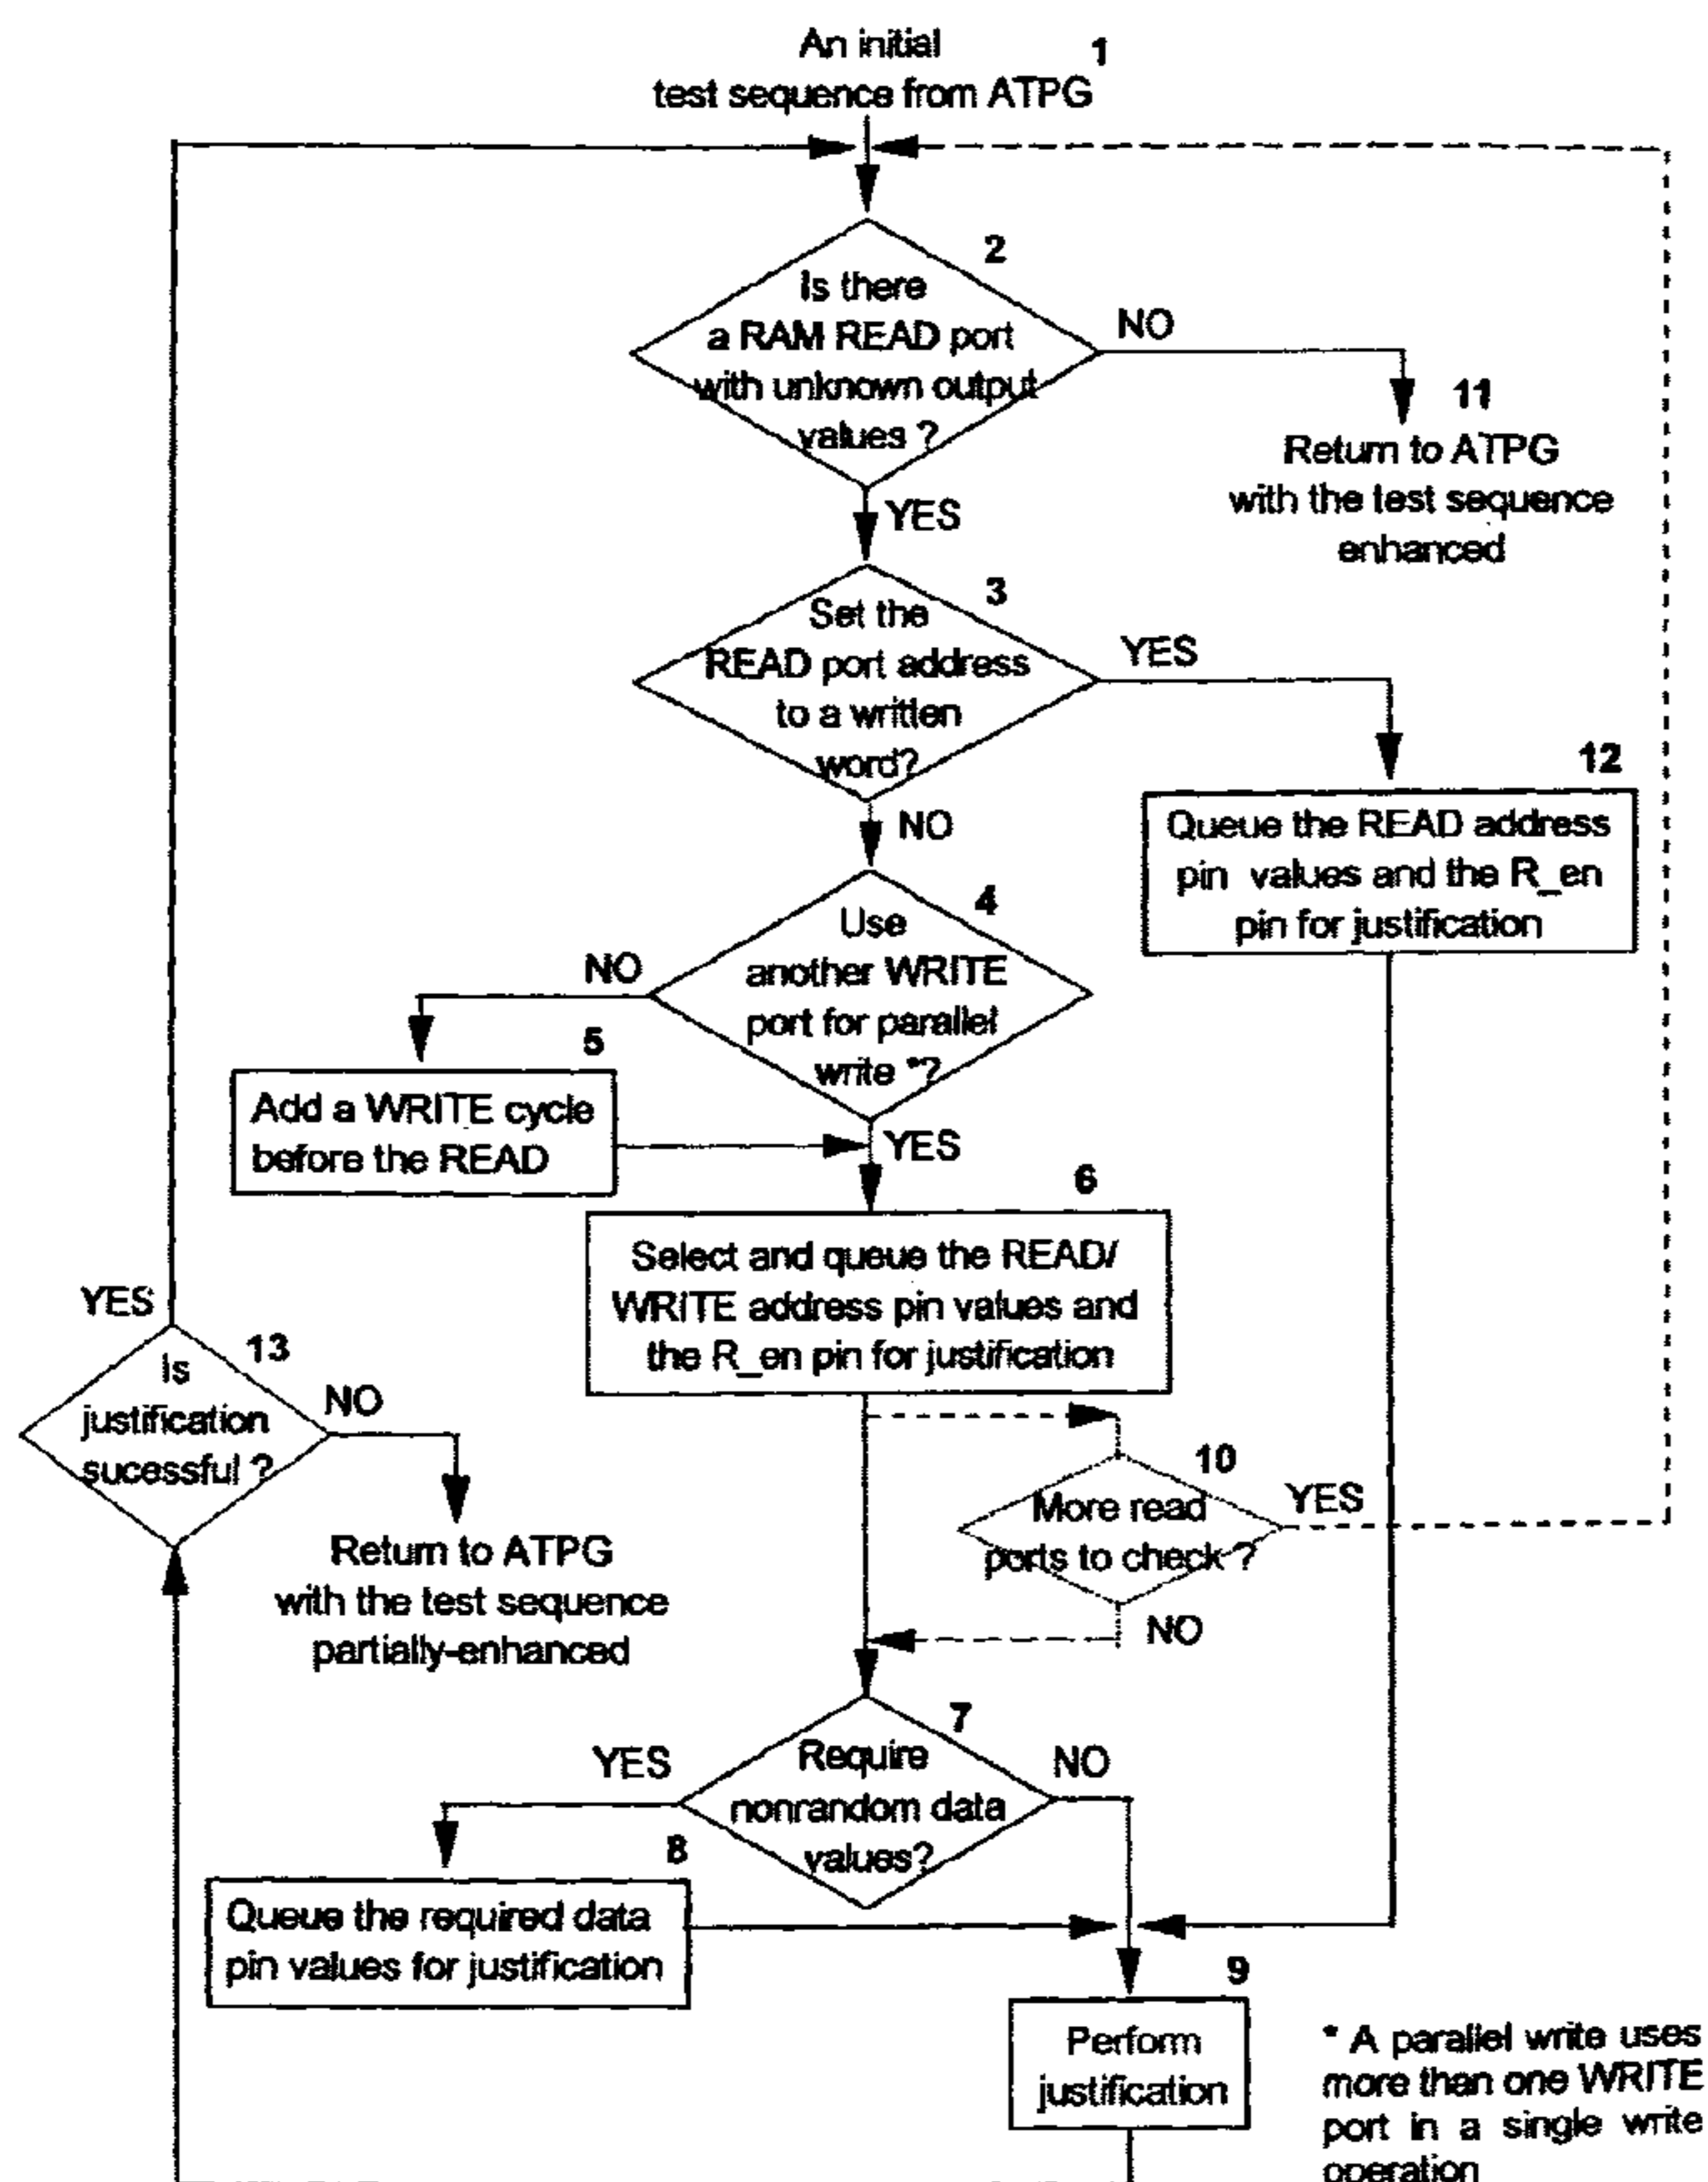 An initial
test sequence from ATPG
1
2
Is there
a RAM READ port
with unknown output
values ?
NO
11
Return to ATPG
with the test sequence
enhanced
YES
3
Set the
READ port address
to a written
word?
YES
12
Queue the READ address
pin values and the R_en
pin for justification
NO
4
Use
another WRITE
port for parallel
write *?
NO
5
Add a WRITE cycle
before the READ
YES
6
Select and queue the READ/
WRITE address pin values and
the R_en pin for justification
YES
13
Is
justification
sucessful ?
NO
Return to ATPG
with the test sequence
partially-enhanced
10
More read
ports to check ?
YES
NO
7
Require
nonrandom data
values?
YES
NO
8
Queue the required data
pin values for justification
9
Perform
justification
* A parallel write uses
more than one WRITE
port in a single write
operation